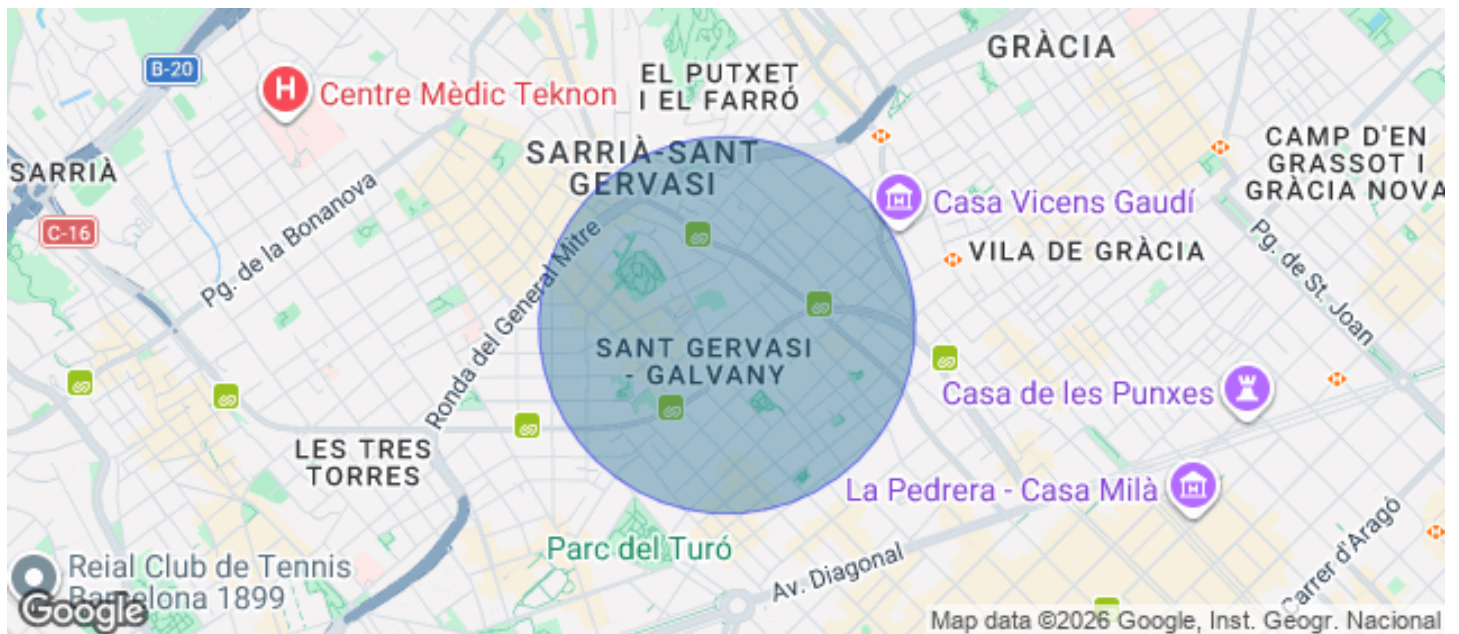 B-20
Centre Mèdic Teknon
EL PUTXET
I EL FARRÓ
GRÀCIA
SARRIÀ
SARRIÀ-SANT
GERVASI
CAMP D'EN
GRASSOT I
GRÀCIA NOVA
C-16
Pg. de la Bonanova
Casa Vicens Gaudí
VILA DE GRÀCIA
Pg. de St. Joan
Ronda del General Mitre
SANT GERVASI
- GALVANY
Casa de les Punxes
LES TRES
TORRES
La Pedrera - Casa Milà
Parc del Turó
Av. Diagonal
Carrer d'Aragó
Reial Club de Tennis
Barcelona 1899
Google
Map data ©2026 Google, Inst. Geogr. Nacional